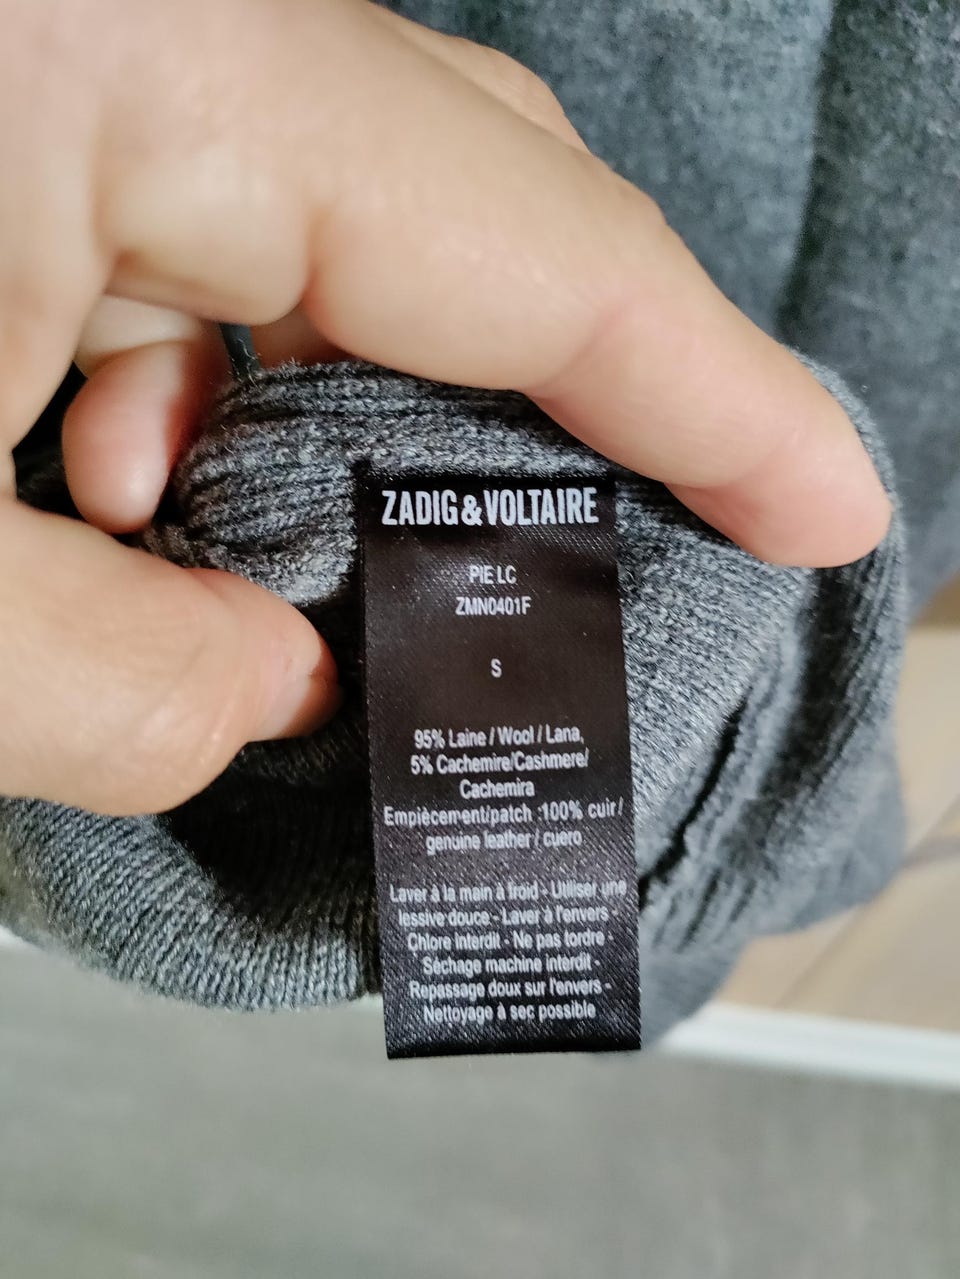 ZADIG&VOLTAIRE
PIE LC
ZMN0401F
S
95% Laine / Wool / Lana,
5% Cachemire/Cashmere/
Cachemira
Empiècement/patch :100% cuir /
genuine leather / cuero
Laver à la main à froid - Utiliser une
lessive douce - Laver à l'envers -
Chlore interdit - Ne pas tordre -
Séchage machine interdit -
Repassage doux sur l'envers -
Nettoyage à sec possible